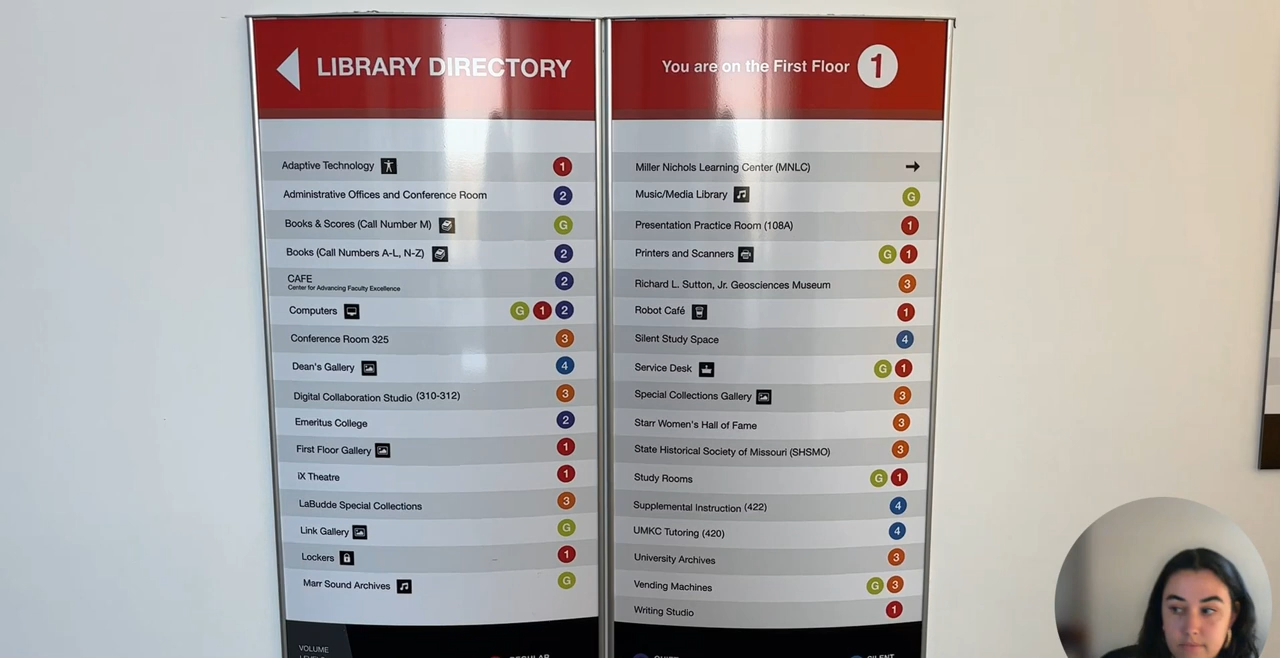 LIBRARY DIRECTORY
Adaptive Technology 1
Administrative Offices and Conference Room 2
Books & Scores (Call Number M) G
Books (Call Numbers A-L, N-Z) 2
CAFE 2
Center for Advancing Faculty Excellence
Computers G 1 2
Conference Room 325 3
Dean's Gallery 4
Digital Collaboration Studio (310-312) 3
Emeritus College 2
First Floor Gallery 1
iX Theatre 1
LaBudde Special Collections 3
Link Gallery G
Lockers 1
Marr Sound Archives G
VOLUME
You are on the First Floor 1
Miller Nichols Learning Center (MNLC) →
Music/Media Library G
Presentation Practice Room (108A) 1
Printers and Scanners G 1
Richard L. Sutton, Jr. Geosciences Museum 3
Robot Café 1
Silent Study Space 4
Service Desk G 1
Special Collections Gallery 3
Starr Women's Hall of Fame 3
State Historical Society of Missouri (SHSMO) 3
Study Rooms G 1
Supplemental Instruction (422) 4
UMKC Tutoring (420) 4
University Archives 3
Vending Machines G 3
Writing Studio 1